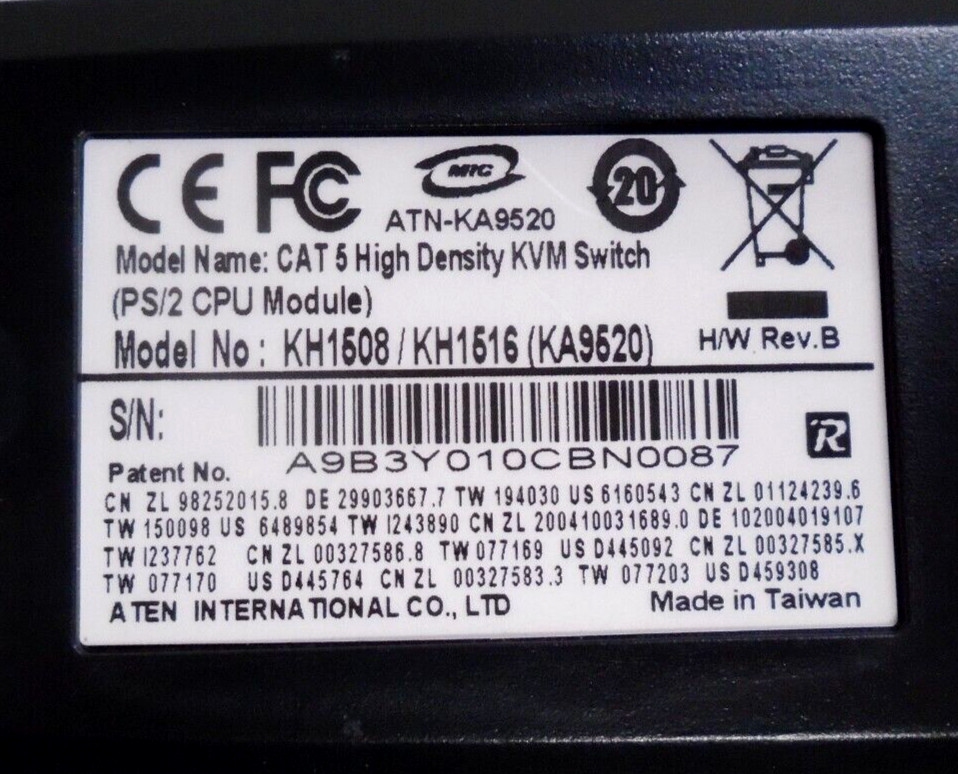 CE FC MIC 20
ATN-KA9520
Model Name: CAT 5 High Density KVM Switch
(PS/2 CPU Module)
Model No: KH1508 / KH1516 (KA9520)
H/W Rev.B
S/N:
A9B3Y010CBN0087
R
Patent No.
CN ZL 98252015.8 DE 29903667.7 TW 194030 US 6160543 CN ZL 01124239.6
TW 150098 US 6489854 TW I243890 CN ZL 200410031689.0 DE 102004019107
TW I237762 CN ZL 00327586.8 TW 077169 US D445092 CN ZL 00327585.X
TW 077170 US D445764 CN ZL 00327583.3 TW 077203 US D459308
ATEN INTERNATIONAL CO., LTD Made in Taiwan